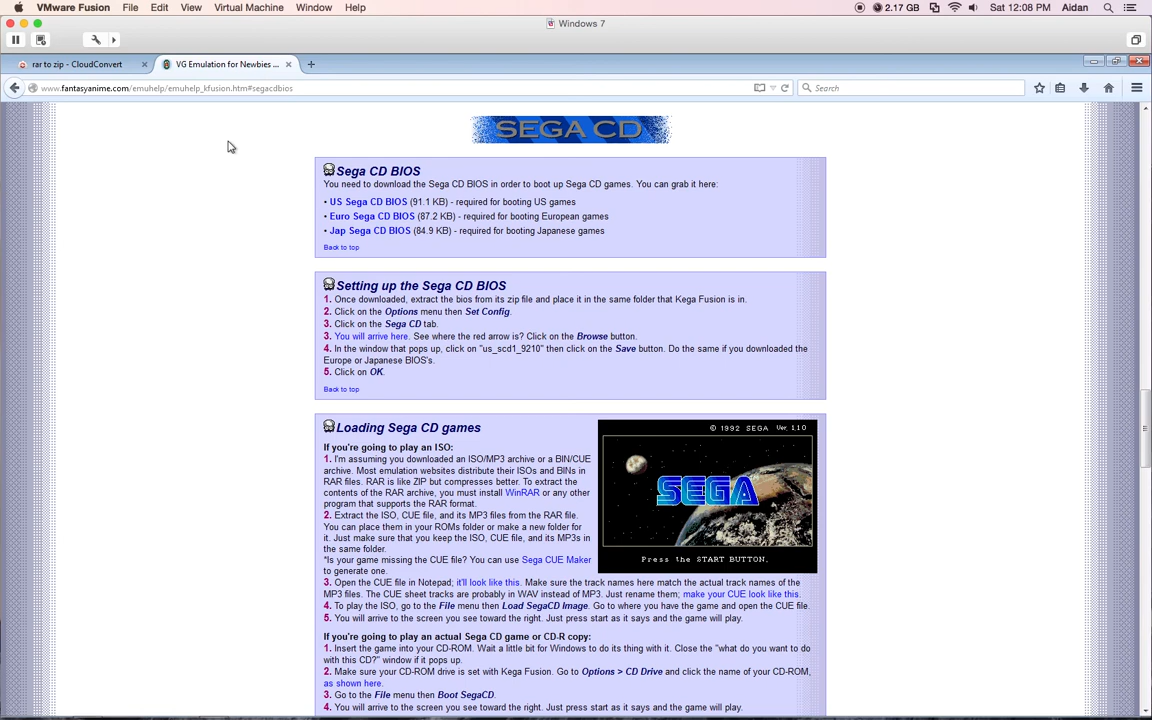 VMware Fusion File Edit View Virtual Machine Window Help 2.17 GB Sat 12:08 PM Aidan
Windows 7
rar to zip - CloudConvert VG Emulation for Newbies ...
www.fantasyanime.com/emuhelp/emuhelp_kfusion.htm#segacdbios Search
SEGA CD
Sega CD BIOS
You need to download the Sega CD BIOS in order to boot up Sega CD games. You can grab it here:
• US Sega CD BIOS (91.1 KB) - required for booting US games
• Euro Sega CD BIOS (87.2 KB) - required for booting European games
• Jap Sega CD BIOS (84.9 KB) - required for booting Japanese games
Back to top
Setting up the Sega CD BIOS
1. Once downloaded, extract the bios from its zip file and place it in the same folder that Kega Fusion is in.
2. Click on the Options menu then Set Config.
3. Click on the Sega CD tab.
3. You will arrive here. See where the red arrow is? Click on the Browse button.
4. In the window that pops up, click on "us_scd1_9210" then click on the Save button. Do the same if you downloaded the
Europe or Japanese BIOS's.
5. Click on OK.
Back to top
Loading Sega CD games
If you're going to play an ISO:
1. I'm assuming you downloaded an ISO/MP3 archive or a BIN/CUE
archive. Most emulation websites distribute their ISOs and BINs in
RAR files. RAR is like ZIP but compresses better. To extract the
contents of the RAR archive, you must install WinRAR or any other
program that supports the RAR format.
2. Extract the ISO, CUE file, and its MP3 files from the RAR file.
You can place them in your ROMs folder or make a new folder for
it. Just make sure that you keep the ISO, CUE file, and its MP3s in
the same folder.
*Is your game missing the CUE file? You can use Sega CUE Maker
to generate one.
© 1992 SEGA Ver. 1.10
SEGA
Press the START BUTTON.
3. Open the CUE file in Notepad; it'll look like this. Make sure the track names here match the actual track names of the
MP3 files. The CUE sheet tracks are probably in WAV instead of MP3. Just rename them; make your CUE look like this.
4. To play the ISO, go to the File menu then Load SegaCD Image. Go to where you have the game and open the CUE file.
5. You will arrive to the screen you see toward the right. Just press start as it says and the game will play.
If you're going to play an actual Sega CD game or CD-R copy:
1. Insert the game into your CD-ROM. Wait a little bit for Windows to do its thing with it. Close the "what do you want to do
with this CD?" window if it pops up.
2. Make sure your CD-ROM drive is set with Kega Fusion. Go to Options > CD Drive and click the name of your CD-ROM,
as shown here.
3. Go to the File menu then Boot SegaCD.
4. You will arrive to the screen you see toward the right. Just press start as it says and the game will play.